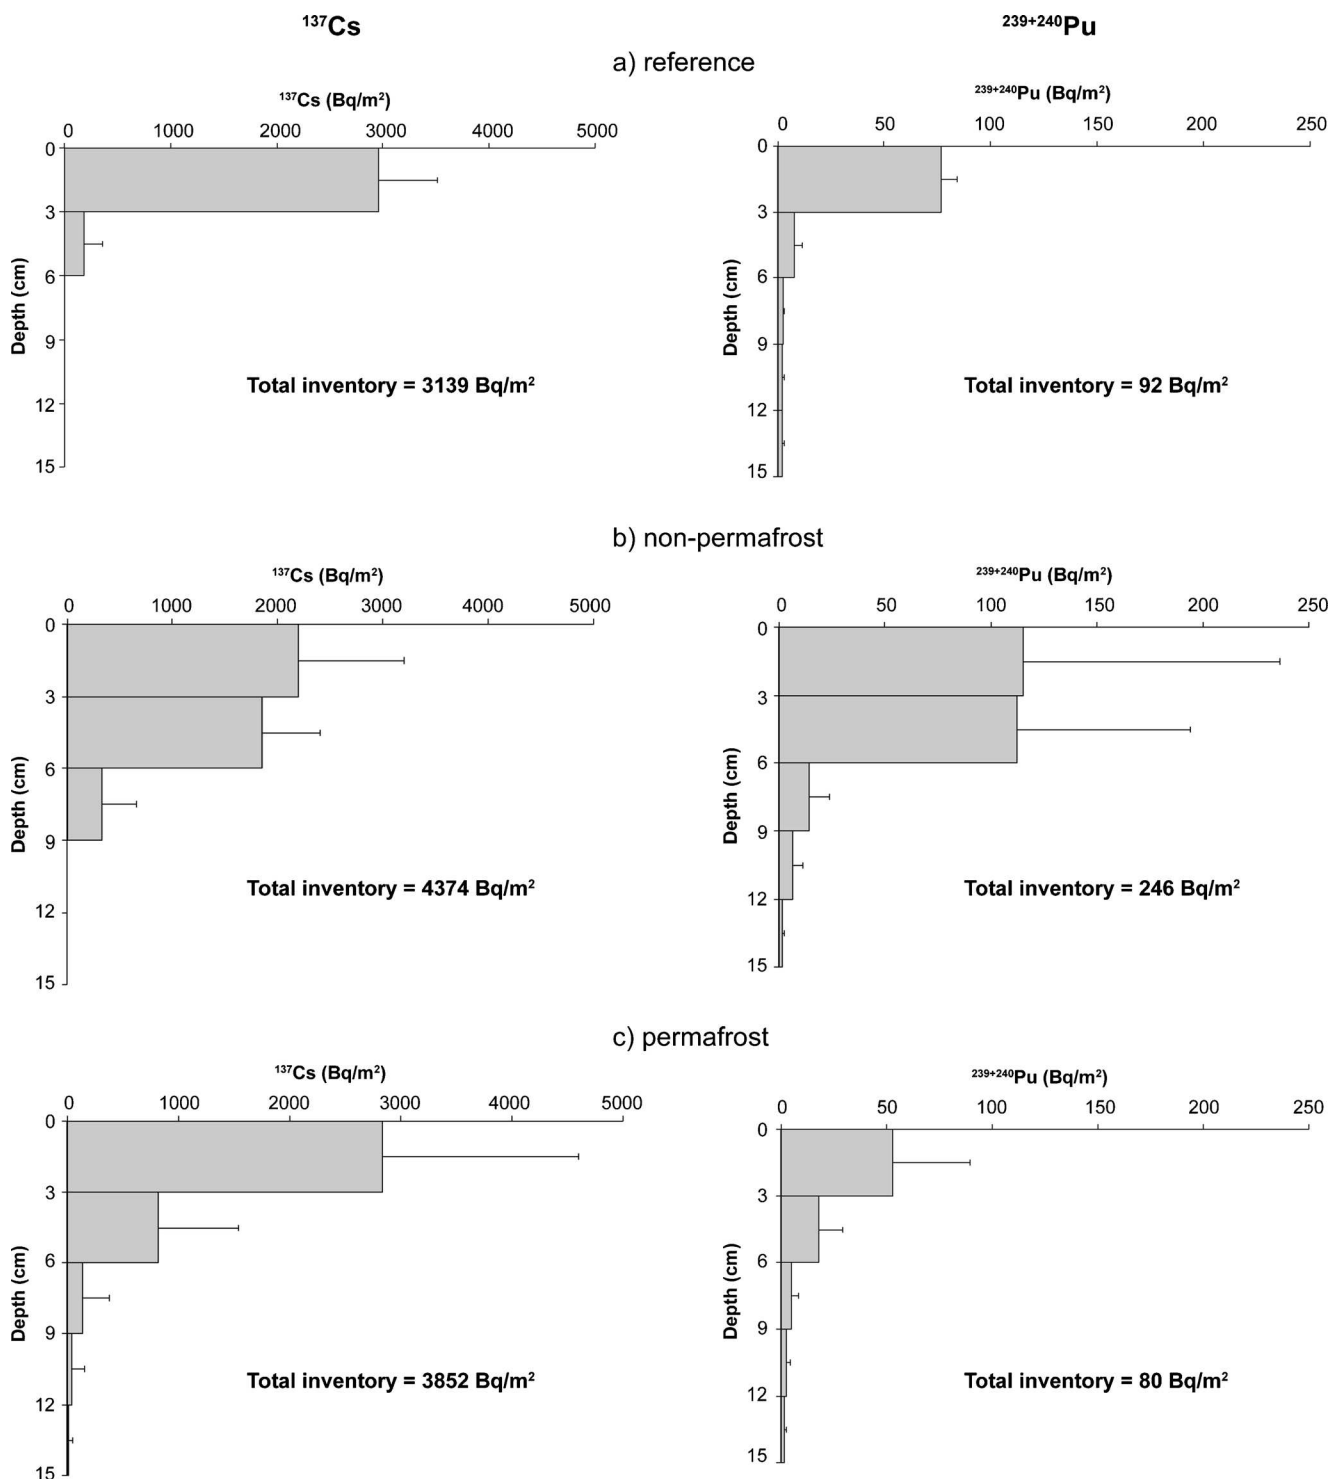 ¹³⁷Cs
²³⁹⁺²⁴⁰Pu
a) reference
¹³⁷Cs (Bq/m²)
0 1000 2000 3000 4000 5000
0
3
6
9
12
15
Depth (cm)
Total inventory = 3139 Bq/m²
²³⁹⁺²⁴⁰Pu (Bq/m²)
0 50 100 150 200 250
0
3
6
9
12
15
Depth (cm)
Total inventory = 92 Bq/m²
b) non-permafrost
¹³⁷Cs (Bq/m²)
0 1000 2000 3000 4000 5000
0
3
6
9
12
15
Depth (cm)
Total inventory = 4374 Bq/m²
²³⁹⁺²⁴⁰Pu (Bq/m²)
0 50 100 150 200 250
0
3
6
9
12
15
Depth (cm)
Total inventory = 246 Bq/m²
c) permafrost
¹³⁷Cs (Bq/m²)
0 1000 2000 3000 4000 5000
0
3
6
9
12
15
Depth (cm)
Total inventory = 3852 Bq/m²
²³⁹⁺²⁴⁰Pu (Bq/m²)
0 50 100 150 200 250
0
3
6
9
12
15
Depth (cm)
Total inventory = 80 Bq/m²